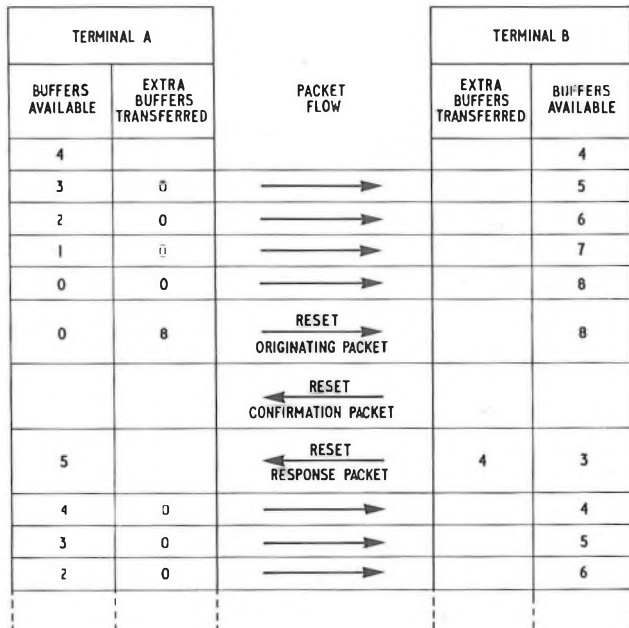 TERMINAL A
TERMINAL B
BUFFERS AVAILABLE
EXTRA BUFFERS TRANSFERRED
PACKET FLOW
EXTRA BUFFERS TRANSFERRED
BUFFERS AVAILABLE
4 4
3 0 5
2 0 6
1 0 7
0 0 8
0 8 RESET ORIGINATING PACKET 8
RESET CONFIRMATION PACKET
5 RESET RESPONSE PACKET 4 3
4 0 4
3 0 5
2 0 6